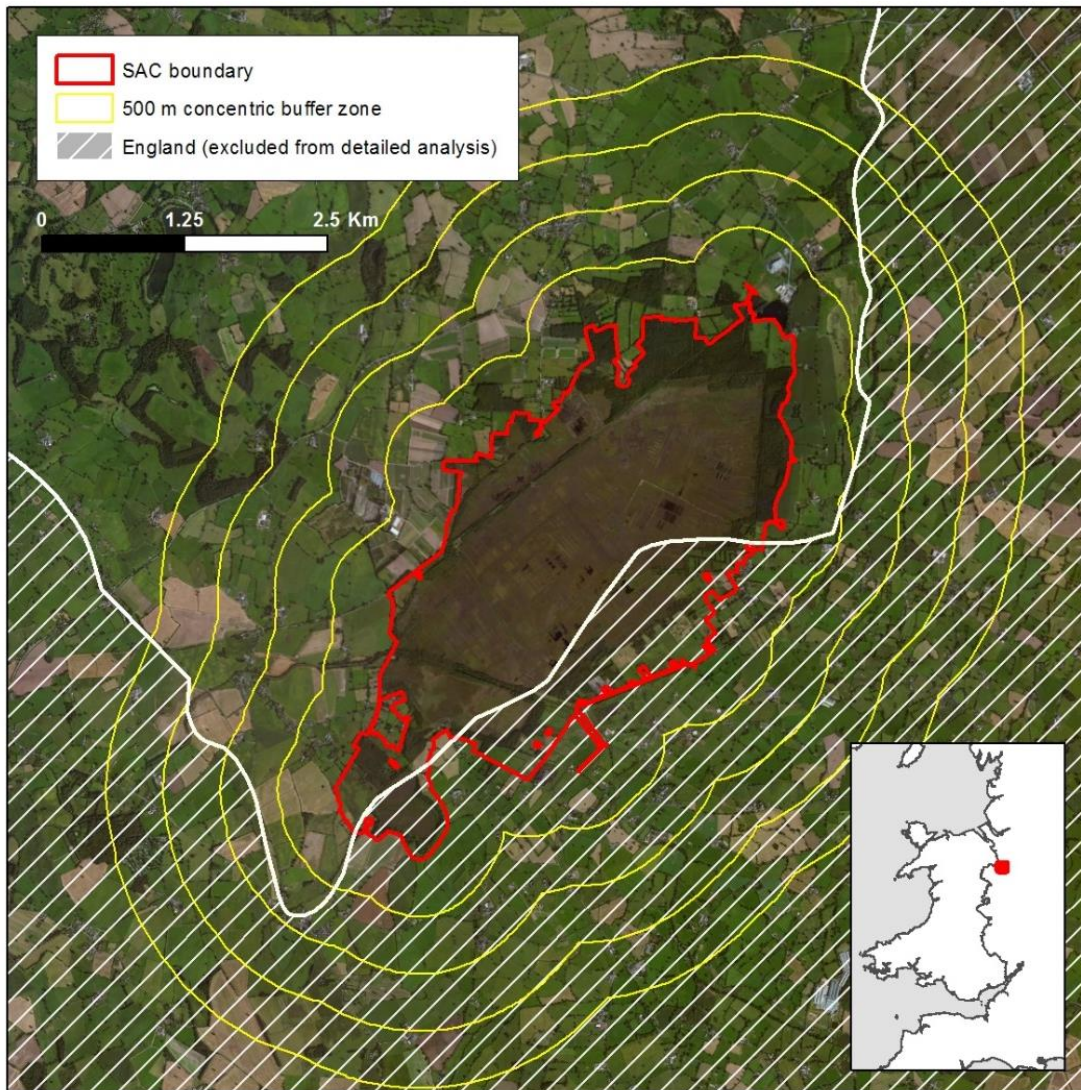 SAC boundary
500 m concentric buffer zone
England (excluded from detailed analysis)
0 1.25 2.5 Km